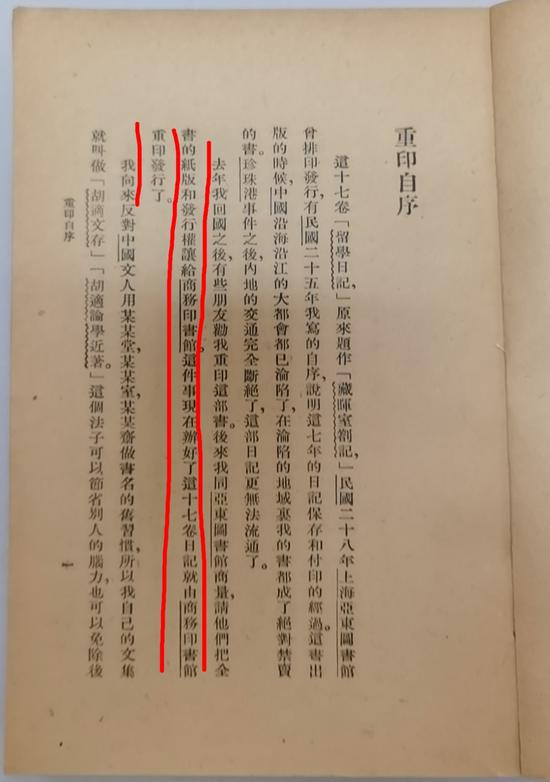 重印自序
這十七卷「留學日記,」原來題作「藏暉室劄記,」民國二十八年上海亞東圖書館
曾排印發行,有民國二十五年我寫的自序,說明這七年的日記保存和付印的經過。這書出
版的時候,中國沿海沿江的大都會都已淪陷了,在淪陷的地域裏我的書都成了絕對禁賣
的書。珍珠港事件之後,內地的交通完全斷絕了,這部日記更無法流通了。
去年我回國之後,有些朋友勸我重印這部書。後來我同亞東圖書館商量,請他們把全
書的紙版和發行權讓給商務印書館。這件事現在辦好了,這十七卷日記就由商務印書館
重印發行了。
我向來反對中國文人用某某堂,某某室,某某齋做書名的舊習慣,所以我自己的文集
就叫做「胡適文存」「胡適論學近著。」這個法子可以節省別人的腦力,也可以免除後
重印自序
一